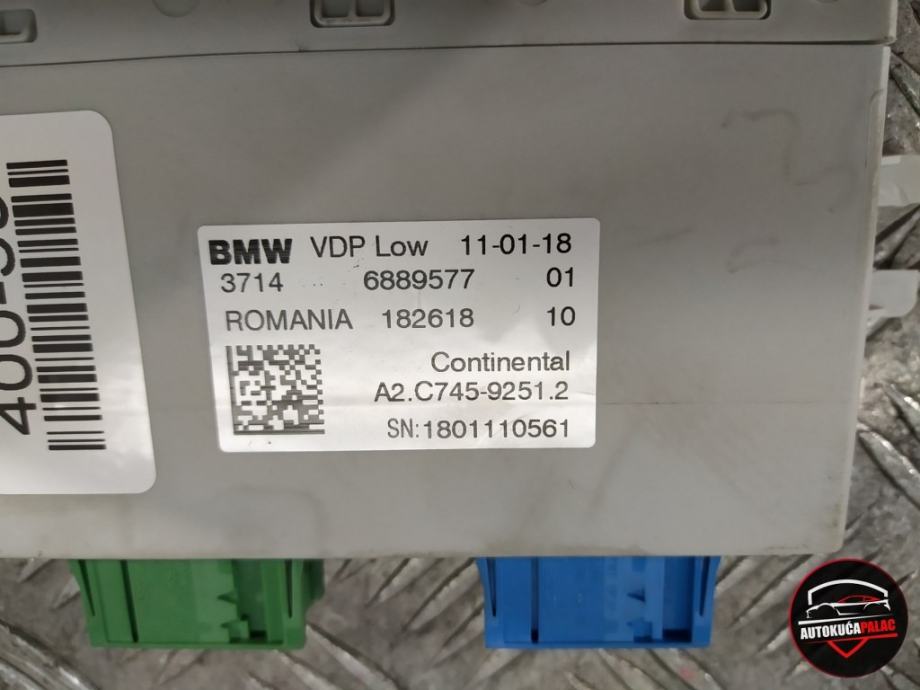 BMW VDP Low 11-01-18
3714 6889577 01
ROMANIA 182618 10
Continental
A2.C745-9251.2
SN:1801110561
AUTOKUĆAPALAC